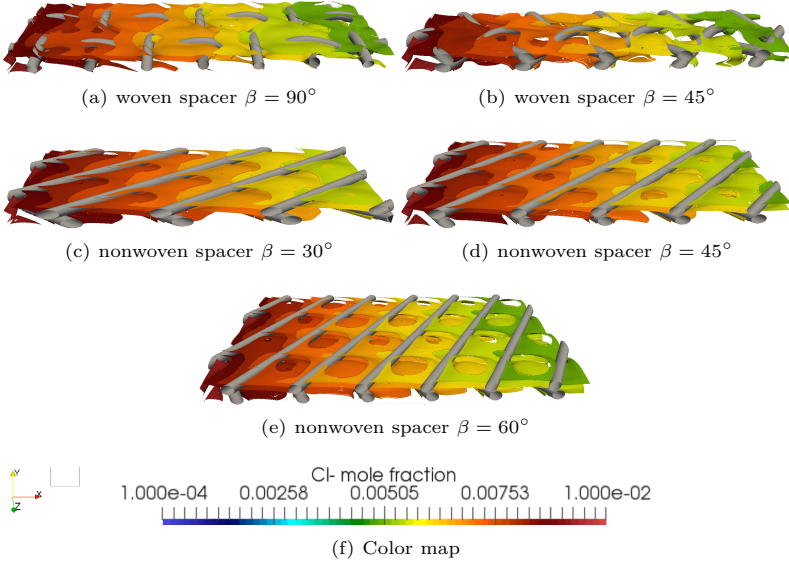 (a) woven spacer β = 90°
(b) woven spacer β = 45°
(c) nonwoven spacer β = 30°
(d) nonwoven spacer β = 45°
(e) nonwoven spacer β = 60°
Y
X
Z
Cl- mole fraction
1.000e-04 0.00258 0.00505 0.00753 1.000e-02
(f) Color map